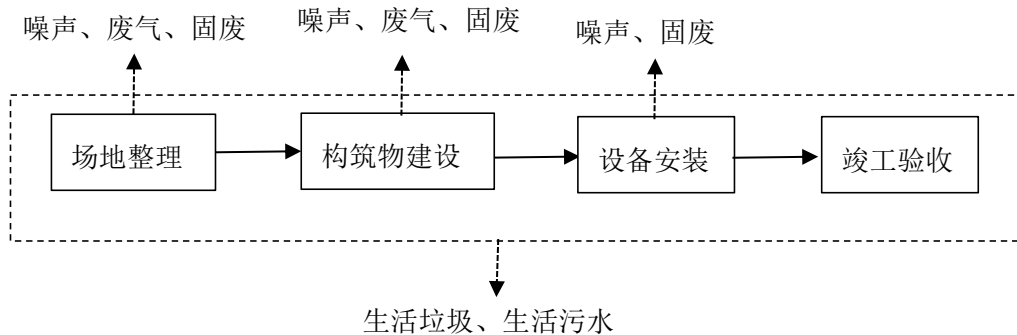 噪声、废气、固废
噪声、废气、固废
噪声、固废
场地整理
构筑物建设
设备安装
竣工验收
生活垃圾、生活污水